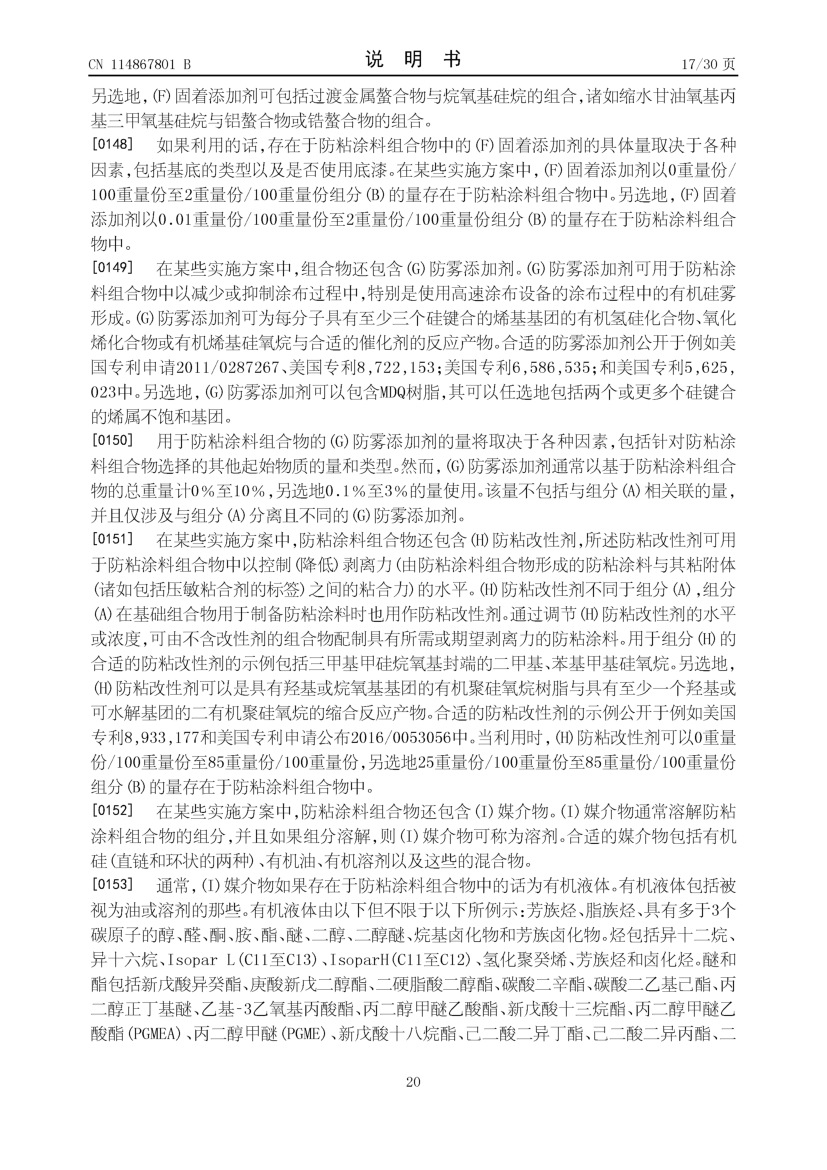 CN 114867801 B
说明书
17/30 页
另选地,(F)固着添加剂可包括过渡金属螯合物与烷氧基硅烷的组合,诸如缩水甘油氧基丙
基三甲氧基硅烷与铝螯合物或锆螯合物的组合。
[0148] 如果利用的话,存在于防粘涂料组合物中的(F)固着添加剂的具体量取决于各种
因素,包括基底的类型以及是否使用底漆。在某些实施方案中,(F)固着添加剂以0重量份/
100重量份至2重量份/100重量份组分(B)的量存在于防粘涂料组合物中。另选地,(F)固着
添加剂以0.01重量份/100重量份至2重量份/100重量份组分(B)的量存在于防粘涂料组合
物中。
[0149] 在某些实施方案中,组合物还包含(G)防雾添加剂。(G)防雾添加剂可用于防粘涂
料组合物中以减少或抑制涂布过程中,特别是使用高速涂布设备的涂布过程中的有机硅雾
形成。(G)防雾添加剂可为每分子具有至少三个硅键合的烯基基团的有机氢硅化合物、氧化
烯化合物或有机烯基硅氧烷与合适的催化剂的反应产物。合适的防雾添加剂公开于例如美
国专利申请2011/0287267、美国专利8,722,153;美国专利6,586,535;和美国专利5,625,
023中。另选地,(G)防雾添加剂可以包含MDQ树脂,其可以任选地包括两个或更多个硅键合
的烯属不饱和基团。
[0150] 用于防粘涂料组合物的(G)防雾添加剂的量将取决于各种因素,包括针对防粘涂
料组合物选择的其他起始物质的量和类型。然而,(G)防雾添加剂通常以基于防粘涂料组合
物的总重量计0%至10%,另选地0.1%至3%的量使用。该量不包括与组分(A)相关联的量,
并且仅涉及与组分(A)分离且不同的(G)防雾添加剂。
[0151] 在某些实施方案中,防粘涂料组合物还包含(H)防粘改性剂,所述防粘改性剂可用
于防粘涂料组合物中以控制(降低)剥离力(由防粘涂料组合物形成的防粘涂料与其粘附体
(诸如包括压敏粘合剂的标签)之间的粘合力)的水平。(H)防粘改性剂不同于组分(A),组分
(A)在基础组合物用于制备防粘涂料时也用作防粘改性剂。通过调节(H)防粘改性剂的水平
或浓度,可由不含改性剂的组合物配制具有所需或期望剥离力的防粘涂料。用于组分(H)的
合适的防粘改性剂的示例包括三甲基甲硅烷氧基封端的二甲基、苯基甲基硅氧烷。另选地,
(H)防粘改性剂可以是具有羟基或烷氧基基团的有机聚硅氧烷树脂与具有至少一个羟基或
可水解基团的二有机聚硅氧烷的缩合反应产物。合适的防粘改性剂的示例公开于例如美国
专利8,933,177和美国专利申请公布2016/0053056中。当利用时,(H)防粘改性剂可以0重量
份/100重量份至85重量份/100重量份,另选地25重量份/100重量份至85重量份/100重量份
组分(B)的量存在于防粘涂料组合物中。
[0152] 在某些实施方案中,防粘涂料组合物还包含(I)媒介物。(I)媒介物通常溶解防粘
涂料组合物的组分,并且如果组分溶解,则(I)媒介物可称为溶剂。合适的媒介物包括有机
硅(直链和环状的两种)、有机油、有机溶剂以及这些的混合物。
[0153] 通常,(I)媒介物如果存在于防粘涂料组合物中的话为有机液体。有机液体包括被
视为油或溶剂的那些。有机液体由以下但不限于以下所例示:芳族烃、脂族烃、具有多于3个
碳原子的醇、醛、酮、胺、酯、醚、二醇、二醇醚、烷基卤化物和芳族卤化物。烃包括异十二烷、
异十六烷、Isopar L(C11至C13)、IsoparH(C11至C12)、氢化聚癸烯、芳族烃和卤化烃。醚和
酯包括新戊酸异癸酯、庚酸新戊二醇酯、二硬脂酸二醇酯、碳酸二辛酯、碳酸二乙基己酯、丙
二醇正丁基醚、乙基-3乙氧基丙酸酯、丙二醇甲醚乙酸酯、新戊酸十三烷酯、丙二醇甲醚乙
酸酯(PGMEA)、丙二醇甲醚(PGME)、新戊酸十八烷酯、己二酸二异丁酯、己二酸二异丙酯、二
20